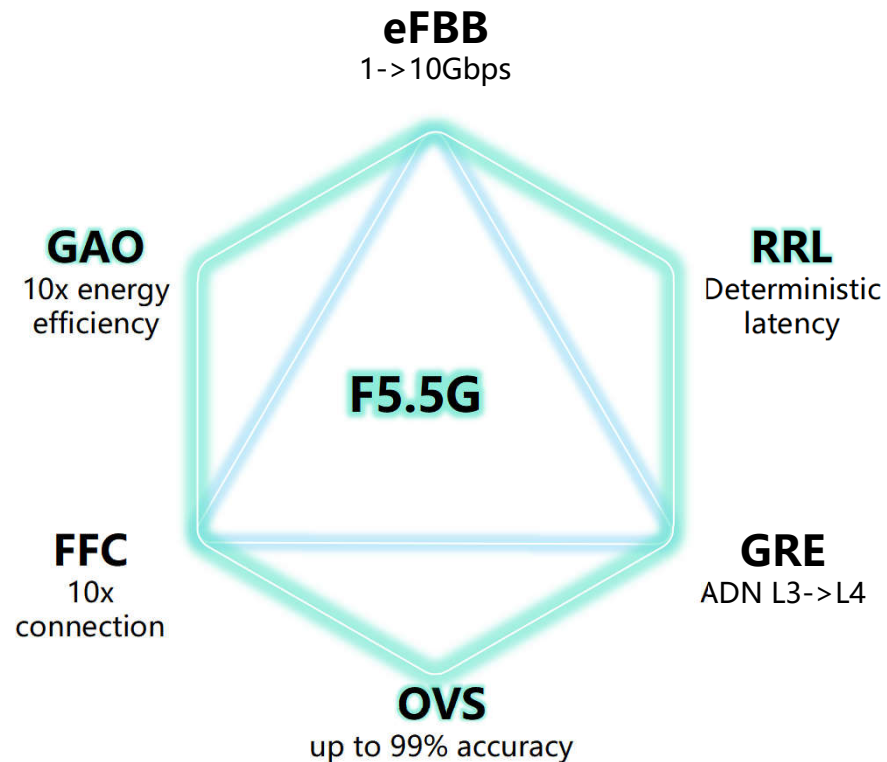 eFBB
1->10Gbps
GAO
10x energy
efficiency
RRL
Deterministic
latency
F5.5G
FFC
10x
connection
GRE
ADN L3->L4
OVS
up to 99% accuracy